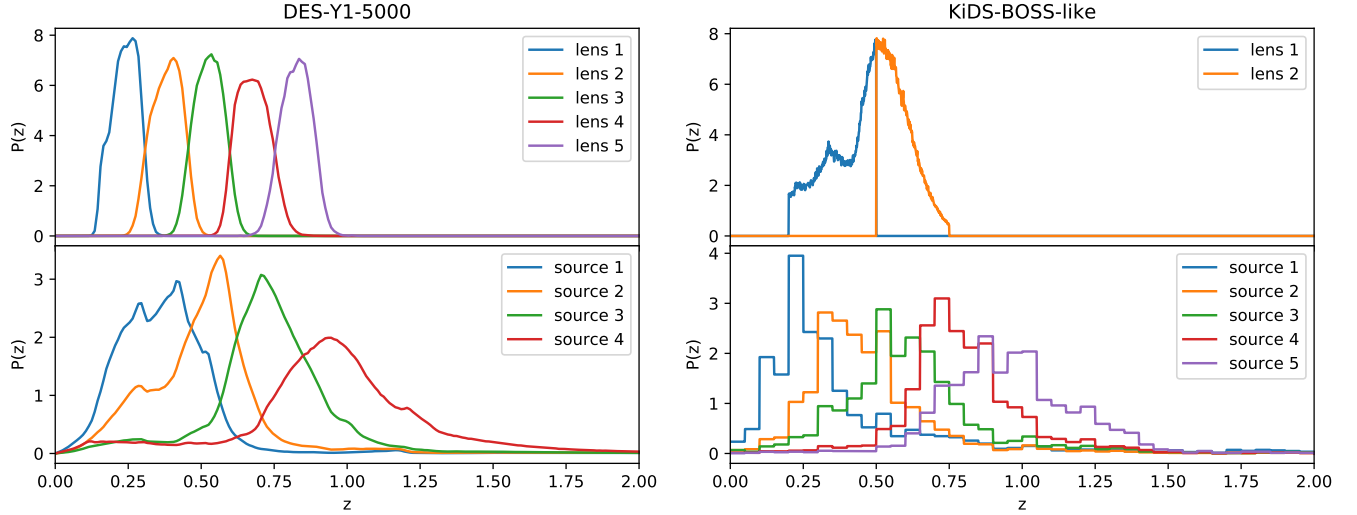 DES-Y1-5000
P(z)
8
6
4
2
0
lens 1
lens 2
lens 3
lens 4
lens 5
P(z)
3
2
1
0
source 1
source 2
source 3
source 4
0.00 0.25 0.50 0.75 1.00 1.25 1.50 1.75 2.00
z
KiDS-BOSS-like
P(z)
8
6
4
2
0
lens 1
lens 2
P(z)
4
3
2
1
0
source 1
source 2
source 3
source 4
source 5
0.00 0.25 0.50 0.75 1.00 1.25 1.50 1.75 2.00
z